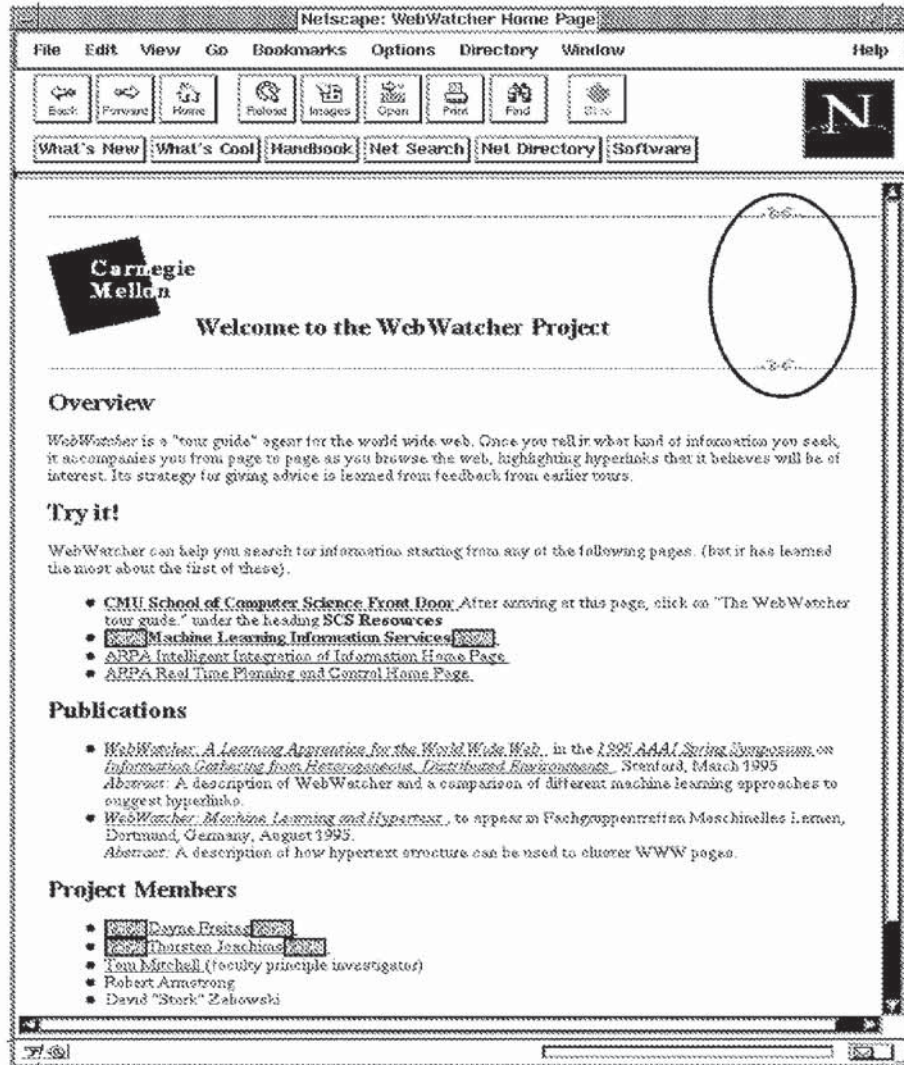 Netscape: WebWatcher Home Page
File Edit View Go Bookmarks Options Directory Window Help
Back Forward Home Reload Images Open Print Find Stop
N
What's New What's Cool Handbook Net Search Net Directory Software
Carnegie
Mellon
Welcome to the WebWatcher Project
Overview
WebWatcher is a "tour guide" agent for the world wide web. Once you tell it what kind of information you seek,
it accompanies you from page to page as you browse the web, highlighting hyperlinks that it believes will be of
interest. Its strategy for giving advice is learned from feedback from earlier tours.
Try it!
WebWatcher can help you search for information starting from any of the following pages. (but it has learned
the most about the first of these).
CMU School of Computer Science Front Door After arriving at this page, click on "The WebWatcher
tour guide." under the heading SCS Resources
Machine Learning Information Services
ARPA Intelligent Integration of Information Home Page
ARPA Real Time Planning and Control Home Page
Publications
WebWatcher: A Learning Apprentice for the World Wide Web, in the 1995 AAAI Spring Symposium on
Information Gathering from Heterogeneous, Distributed Environments, Stanford, March 1995
Abstract: A description of WebWatcher and a comparison of different machine learning approaches to
suggest hyperlinks.
WebWatcher: Machine Learning and Hypertext, to appear in Fachgruppentreffen Maschinelles Lernen,
Dortmund, Germany, August 1995.
Abstract: A description of how hypertext structure can be used to cluster WWW pages.
Project Members
Dayne Freitag
Thorsten Joachims
Tom Mitchell (faculty principle investigator)
Robert Armstrong
David "Stork" Zabowski